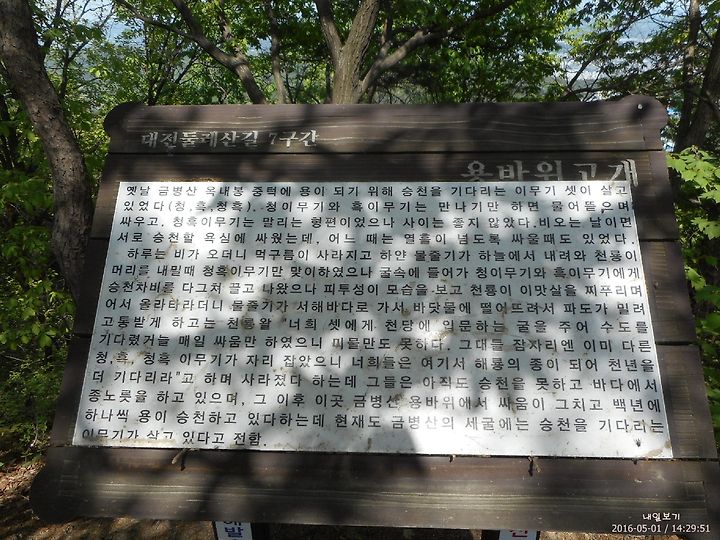 대전둘레산길 7구간
용바위고개
옛날 금병산 옥내봉 중턱에 용이 되기 위해 승천을 기다리는 이무기 셋이 살고
있었다(청,흑,청흑). 청이무기와 흑이무기는 만나기만 하면 물어뜯으며
싸우고, 청흑이무기는 말리는 형편이었으나 사이는 좋지 않았다.비오는 날이면
서로 승천할 욕심에 싸웠는데, 어느 때는 열흘이 넘도록 싸울때도 있었다.
하루는 비가 오더니 먹구름이 사라지고 하얀 물줄기가 하늘에서 내려와 천룡이
머리를 내밀때 청흑이무기만 맞이하였으나 굴속에 들어가 청이무기와 흑이무기에게
승천차비를 다그쳐 끌고 나왔으나 피투성이 모습을 보고 천룡이 이맛살을 찌푸리며
어서 올라타라더니 물줄기가 서해바다로 가서 바닷물에 떨어뜨려서 파도가 밀려
고통받게 하고는 천룡왈 "너희 셋에게 천당에 입문하는 굴을 주어 수도를
기다렸거늘 매일 싸움만 하였으니 미물만도 못하다. 그대들 잠자리엔 이미 다른
청,흑, 청흑 이무기가 자리 잡았으니 너희들은 여기서 해룡의 종이 되어 천년을
더 기다리라"고 하며 사라졌다 하는데 그들은 아직도 승천을 못하고 바다에서
종노릇을 하고 있으며, 그 이후 이곳 금병산 용바위에서 싸움이 그치고 백년에
하나씩 용이 승천하고 있다하는데 현재도 금병산의 세굴에는 승천을 기다리는
이무기가 살고 있다고 전함.
내일보기
2016-05-01 / 14:29:51